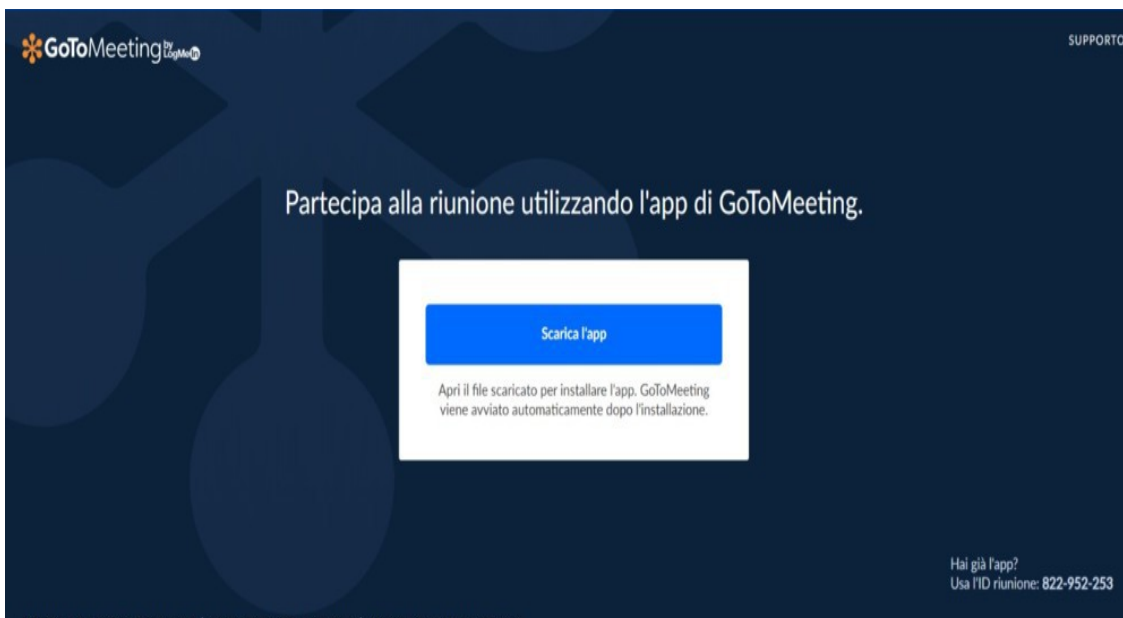 GoToMeeting by LogMeIn
SUPPORTO
Partecipa alla riunione utilizzando l'app di GoToMeeting.
Scarica l'app
Apri il file scaricato per installare l'app. GoToMeeting
viene avviato automaticamente dopo l'installazione.
Hai già l'app?
Usa l'ID riunione: 822-952-253